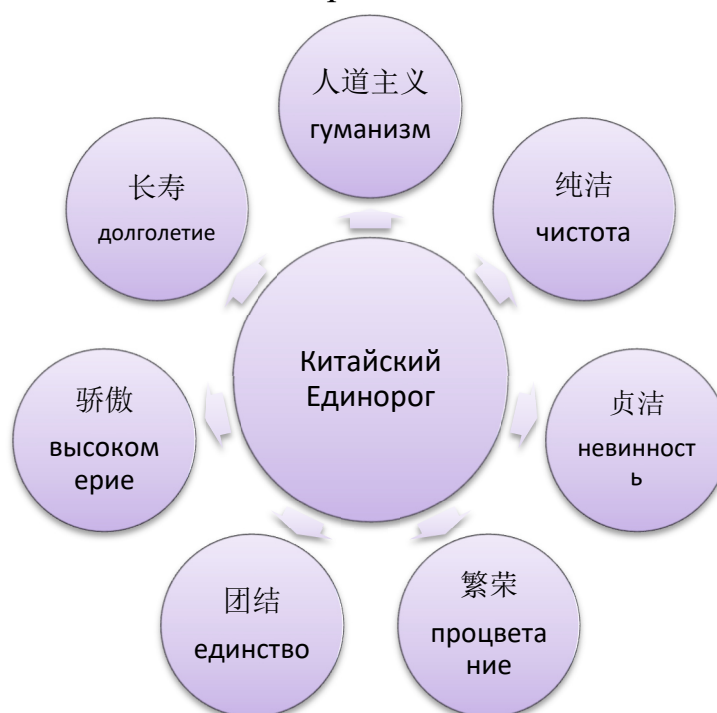 人道主义
гуманизм
纯洁
чистота
贞洁
невинност
ь
繁荣
процвета
ние
团结
единство
骄傲
высоком
ерие
长寿
долголетие
Китайский
Единорог